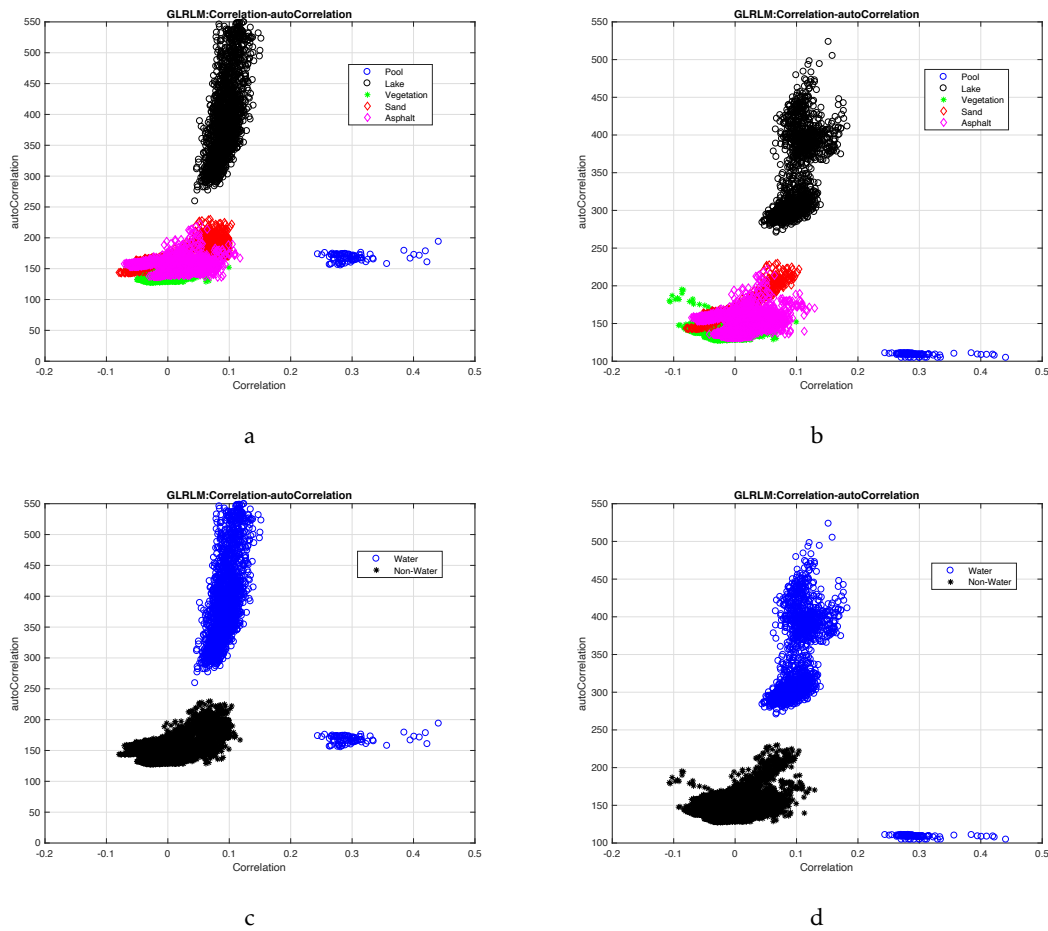 GLRLM:Correlation-autoCorrelation
550
500
450
400
350
300
250
200
150
100
50
0
autoCorrelation
Pool
Lake
Vegetation
Sand
Asphalt
-0.2 -0.1 0 0.1 0.2 0.3 0.4 0.5
Correlation
a
GLRLM:Correlation-autoCorrelation
550
500
450
400
350
300
250
200
150
100
autoCorrelation
Pool
Lake
Vegetation
Sand
Asphalt
-0.2 -0.1 0 0.1 0.2 0.3 0.4 0.5
Correlation
b
GLRLM:Correlation-autoCorrelation
550
500
450
400
350
300
250
200
150
100
50
0
autoCorrelation
Water
Non-Water
-0.2 -0.1 0 0.1 0.2 0.3 0.4 0.5
Correlation
c
GLRLM:Correlation-autoCorrelation
550
500
450
400
350
300
250
200
150
100
autoCorrelation
Water
Non-Water
-0.2 -0.1 0 0.1 0.2 0.3 0.4 0.5
Correlation
d